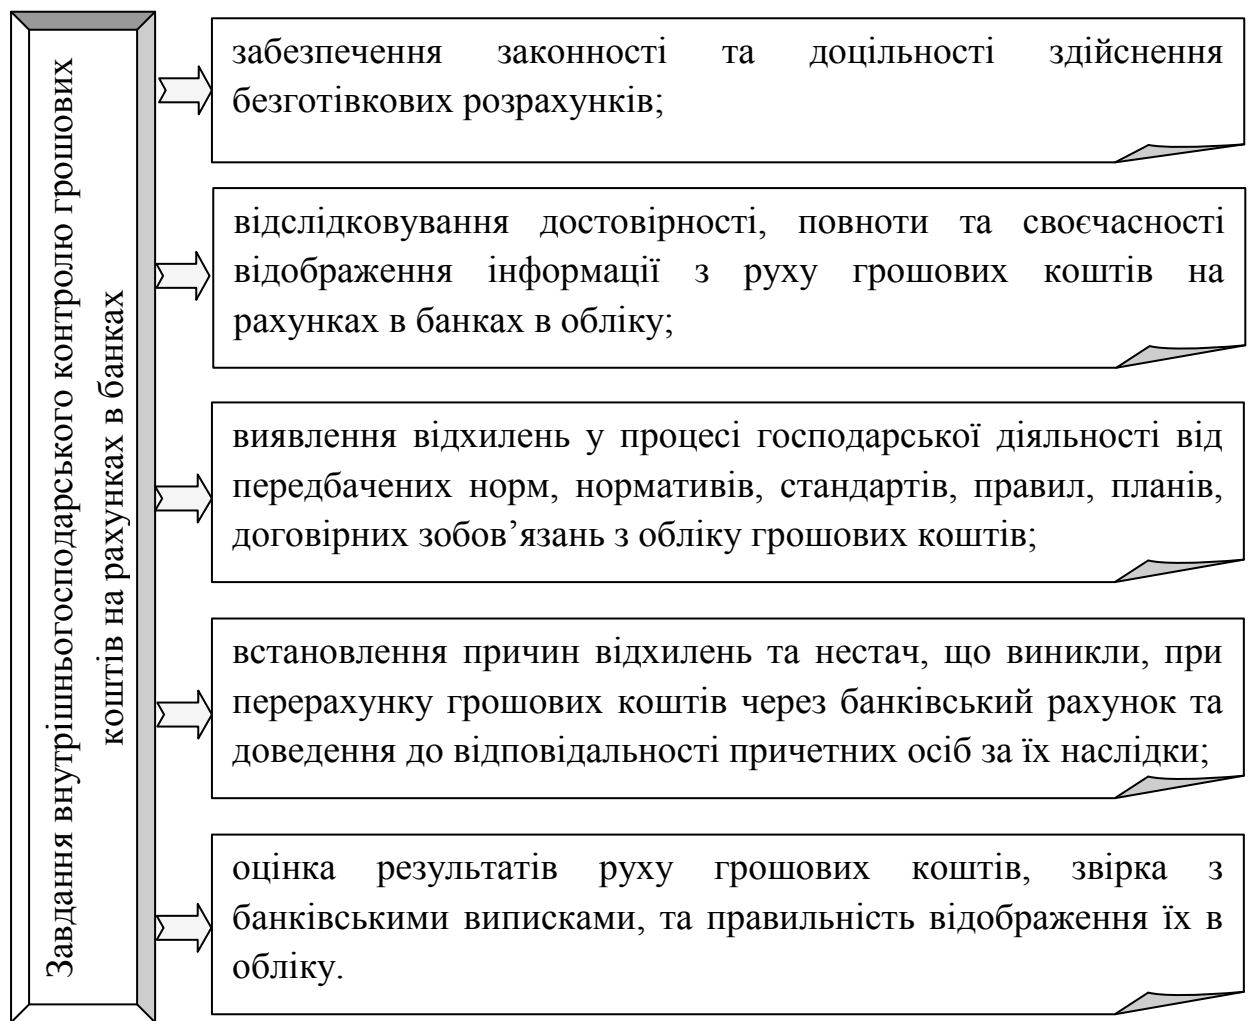 Завдання внутрішньогосподарського контролю грошових
коштів на рахунках в банках
забезпечення законності та доцільності здійснення
безготівкових розрахунків;
відслідковування достовірності, повноти та своєчасності
відображення інформації з руху грошових коштів на
рахунках в банках в обліку;
виявлення відхилень у процесі господарської діяльності від
передбачених норм, нормативів, стандартів, правил, планів,
договірних зобов’язань з обліку грошових коштів;
встановлення причин відхилень та нестач, що виникли, при
перерахунку грошових коштів через банківський рахунок та
доведення до відповідальності причетних осіб за їх наслідки;
оцінка результатів руху грошових коштів, звірка з
банківськими виписками, та правильність відображення їх в
обліку.